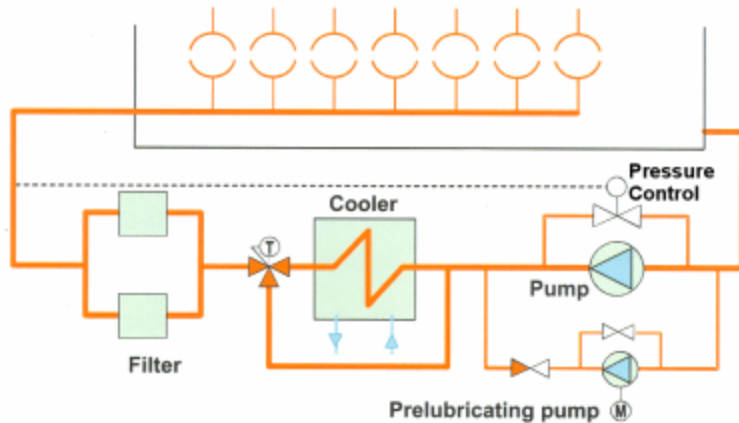 Pressure
Control
Cooler
T
Pump
Filter
Prelubricating pump
M